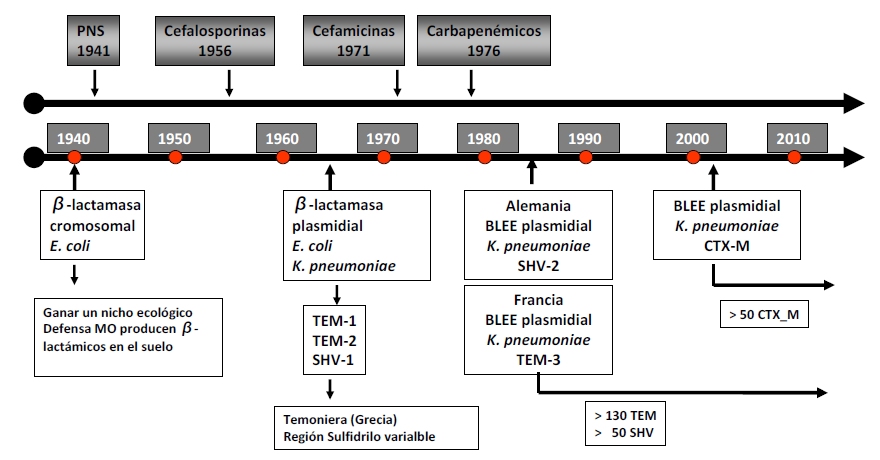 PNS
1941
Cefalosporinas
1956
Cefamicinas
1971
Carbapenémicos
1976
1940
1950
1960
1970
1980
1990
2000
2010
β-lactamasa
cromosomal
E. coli
β-lactamasa
plasmidial
E. coli
K. pneumoniae
Alemania
BLEE plasmidial
K. pneumoniae
SHV-2
BLEE plasmidial
K. pneumoniae
CTX-M
Ganar un nicho ecológico
Defensa MO producen β-
lactámicos en el suelo
TEM-1
TEM-2
SHV-1
Francia
BLEE plasmidial
K. pneumoniae
TEM-3
> 50 CTX_M
Temoniera (Grecia)
Región Sulfidrilo varialble
> 130 TEM
> 50 SHV